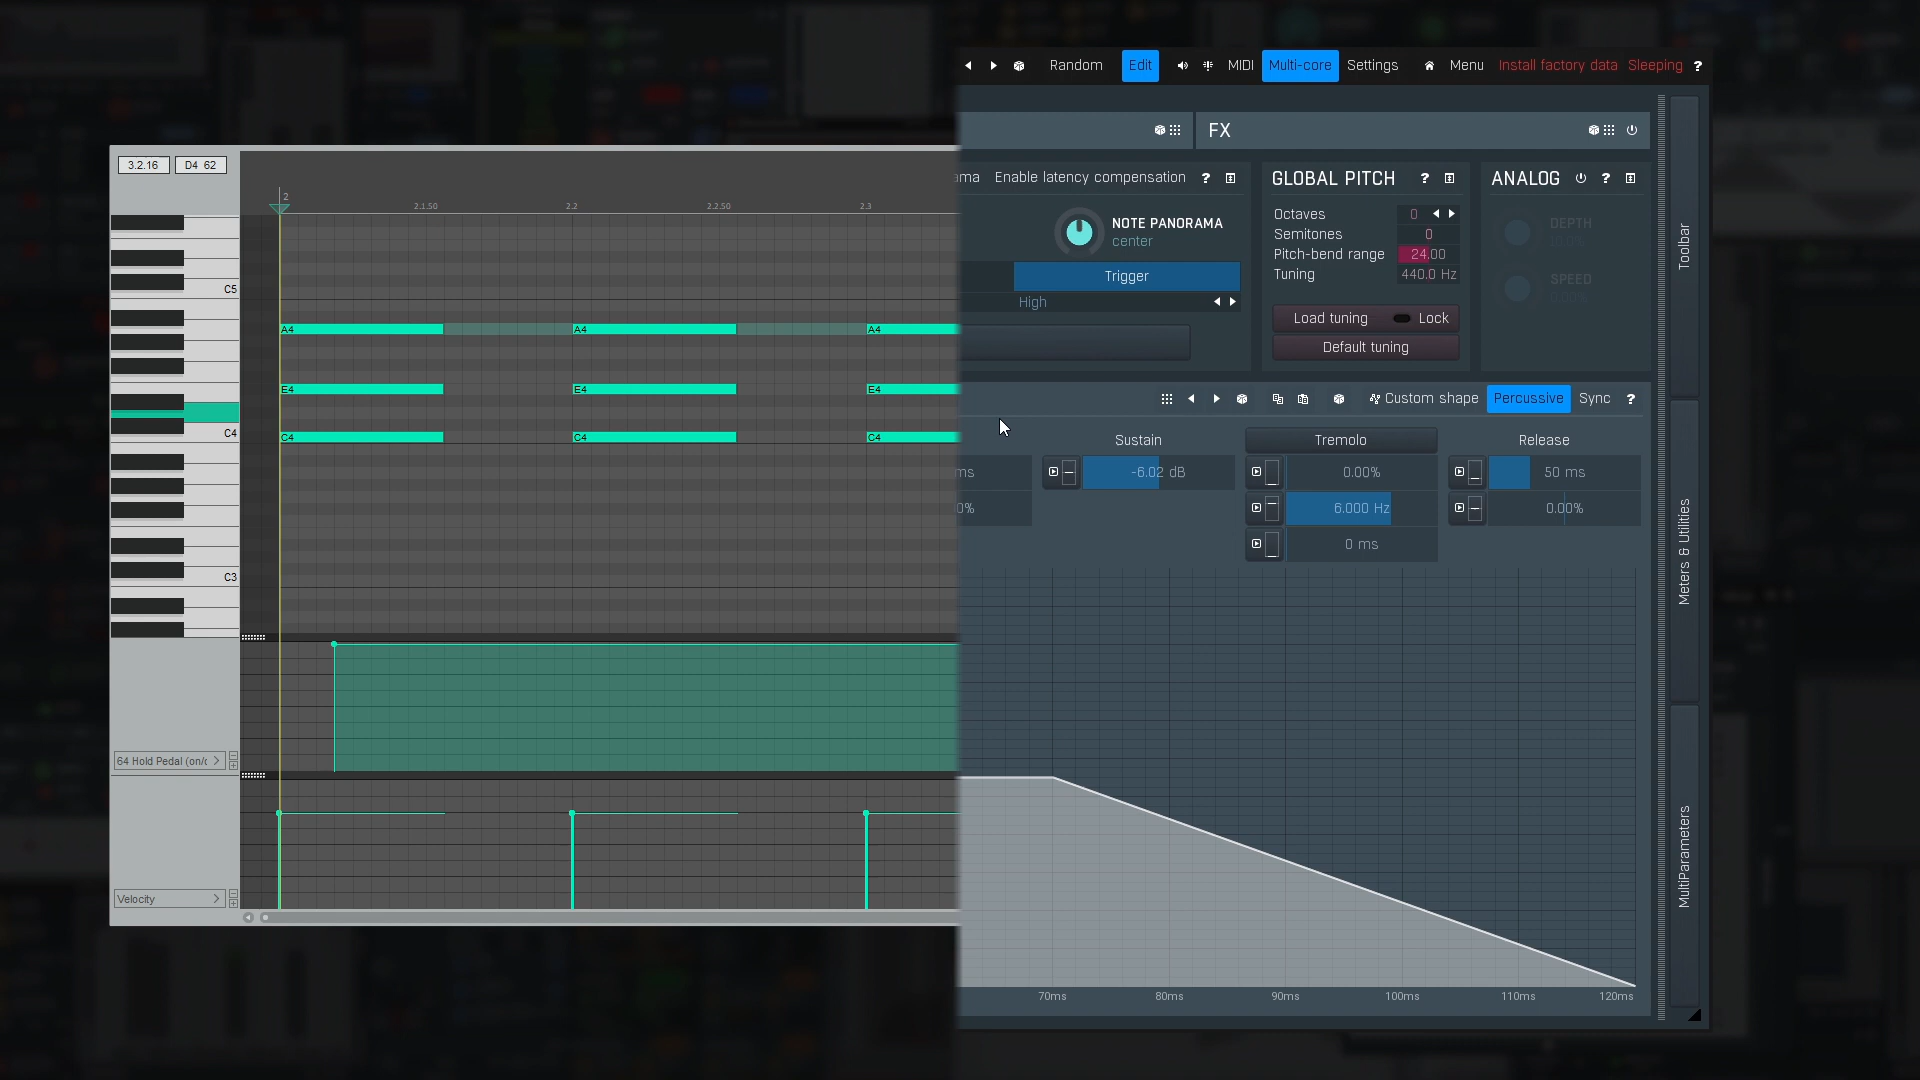 Random Edit MIDI Multi-core Settings Menu Install factory data Sleeping ?
FX
3.2.16 D4 62
ama Enable latency compensation ?
GLOBAL PITCH ?
ANALOG ?
2
2.1.50 2.2 2.2.50 2.3
NOTE PANORAMA
center
Octaves 0
Semitones 0
Pitch-bend range 24.00
Tuning 440.0 Hz
DEPTH
SPEED
Trigger
High
Load tuning Lock
Default tuning
C5
A4 A4 A4
E4 E4 E4
C4
C4 C4 C4
C3
Custom shape Percussive Sync ?
Sustain Tremolo Release
ms -6.02 dB 0.00% 50 ms
0% 6.000 Hz 0.00%
0 ms
64 Hold Pedal (on/c
Velocity
70ms 80ms 90ms 100ms 110ms 120ms
Toolbar
Meters & Utilities
MultiParameters